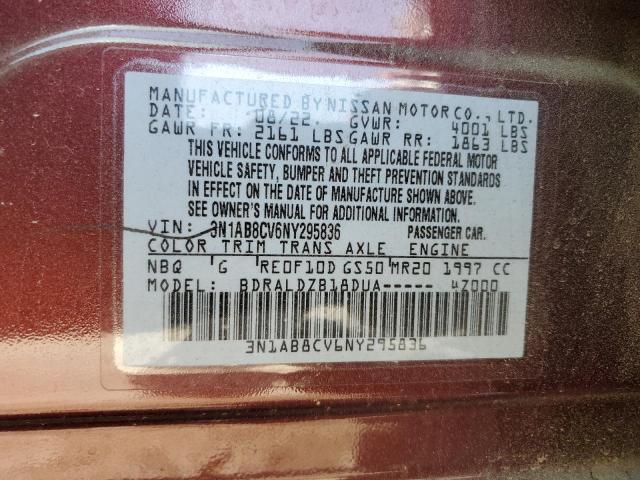 MANUFACTURED BY NISSAN MOTOR CO., LTD.
DATE: 08/22 GVWR: 4001 LBS
GAWR FR: 2161 LBS GAWR RR: 1863 LBS
THIS VEHICLE CONFORMS TO ALL APPLICABLE FEDERAL MOTOR
VEHICLE SAFETY, BUMPER AND THEFT PREVENTION STANDARDS
IN EFFECT ON THE DATE OF MANUFACTURE SHOWN ABOVE.
SEE OWNER'S MANUAL FOR ADDITIONAL INFORMATION.
VIN: 3N1AB8CV6NY295836 PASSENGER CAR.
COLOR TRIM TRANS AXLE ENGINE
NBQ G RE0F10D GS50 MR20 1997 CC
MODEL: BDRALDZB18DUA----- uZ000
3N1AB8CV6NY295836